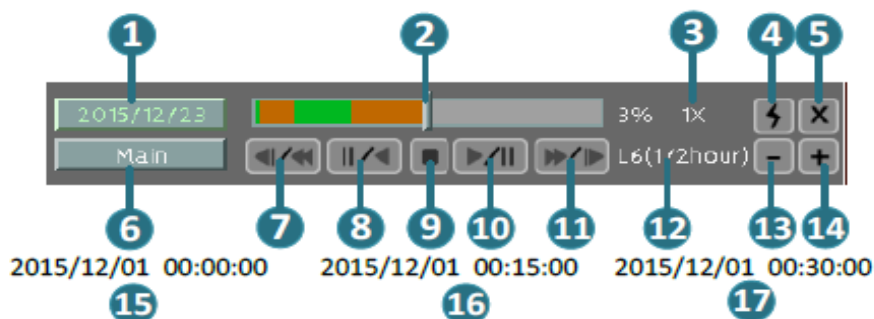 1 2 3 4 5
2015/12/23 3% 1X
Main L6(1/2hour) - +
6 7 8 9 10 11 12 13 14
2015/12/01 00:00:00 2015/12/01 00:15:00 2015/12/01 00:30:00
15 16 17